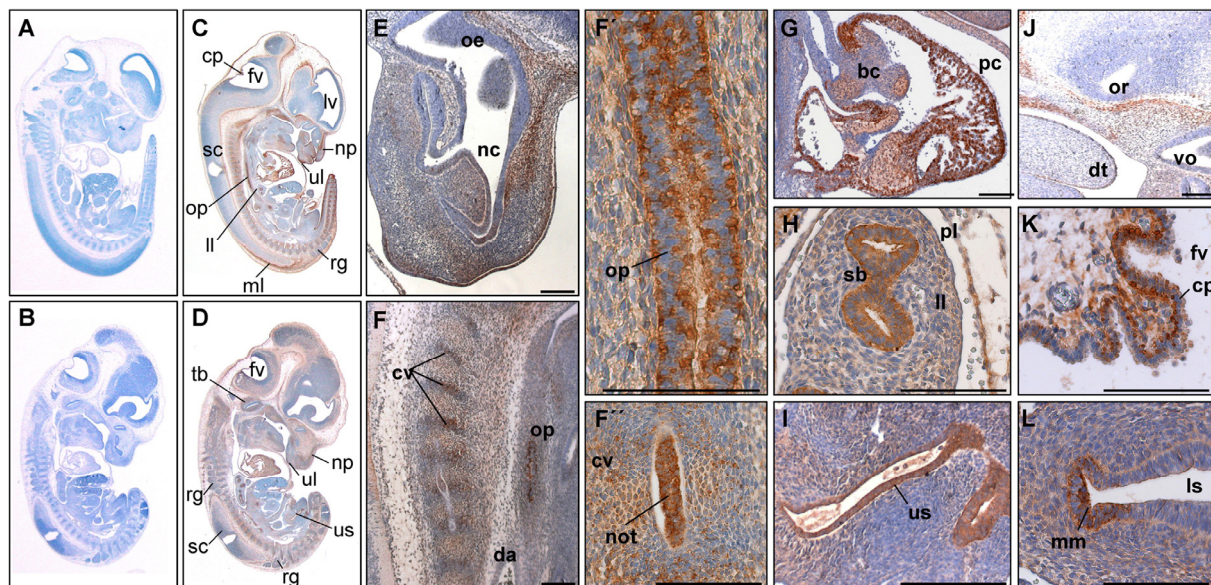 A
cp
fv
C
lv
sc
np
op
ul
ll
rg
ml
B
D
fv
tb
np
ul
rg
us
sc
rg
E
oe
nc
F
cv
op
da
F´
op
F´´
cv
not
G
bc
pc
H
pl
sb
ll
I
us
J
or
vo
dt
K
fv
cp
L
ls
mm